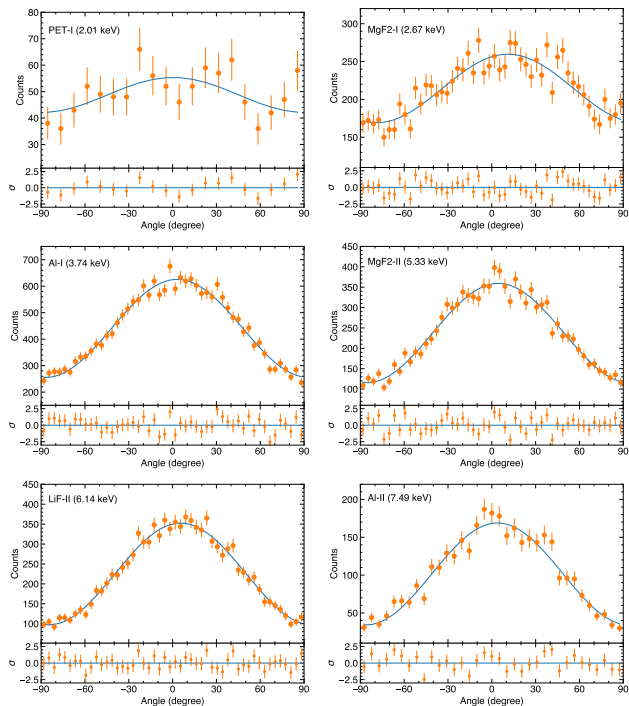 PET-I (2.01 keV)
80
70
60
50
40
30
Counts
2.5
0.0
−2.5
σ
−90 −60 −30 0 30 60 90
Angle (degree)
MgF2-I (2.67 keV)
300
250
200
150
Counts
2.5
0.0
−2.5
σ
−90 −60 −30 0 30 60 90
Angle (degree)
Al-I (3.74 keV)
700
600
500
400
300
200
Counts
2.5
0.0
−2.5
σ
−90 −60 −30 0 30 60 90
Angle (degree)
MgF2-II (5.33 keV)
450
400
350
300
250
200
150
100
Counts
2.5
0.0
−2.5
σ
−90 −60 −30 0 30 60 90
Angle (degree)
LiF-II (6.14 keV)
450
400
350
300
250
200
150
100
Counts
2.5
0.0
−2.5
σ
−90 −60 −30 0 30 60 90
Angle (degree)
Al-II (7.49 keV)
200
150
100
50
Counts
2.5
0.0
−2.5
σ
−90 −60 −30 0 30 60 90
Angle (degree)